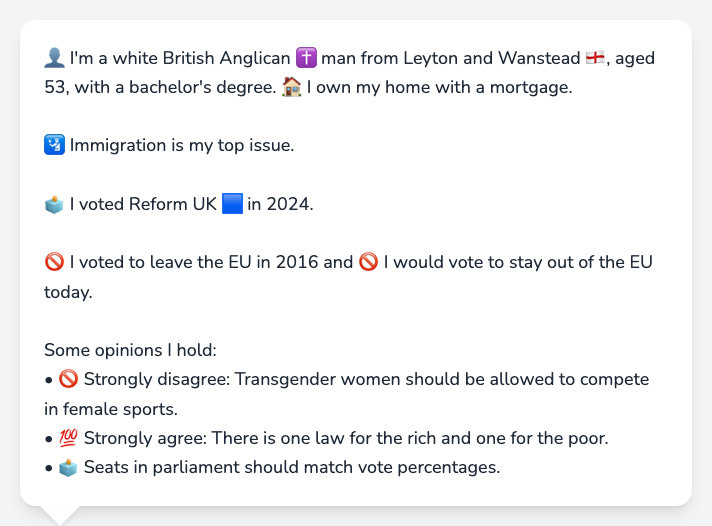 👤 I'm a white British Anglican ✝️ man from Leyton and Wanstead 🏴󠁧󠁢󠁥󠁮󠁧󠁿, aged
53, with a bachelor's degree. 🏠 I own my home with a mortgage.
🛂 Immigration is my top issue.
🗳️ I voted Reform UK 🟦 in 2024.
🚫 I voted to leave the EU in 2016 and 🚫 I would vote to stay out of the EU
today.
Some opinions I hold:
• 🚫 Strongly disagree: Transgender women should be allowed to compete
in female sports.
• 💯 Strongly agree: There is one law for the rich and one for the poor.
• 🗳️ Seats in parliament should match vote percentages.